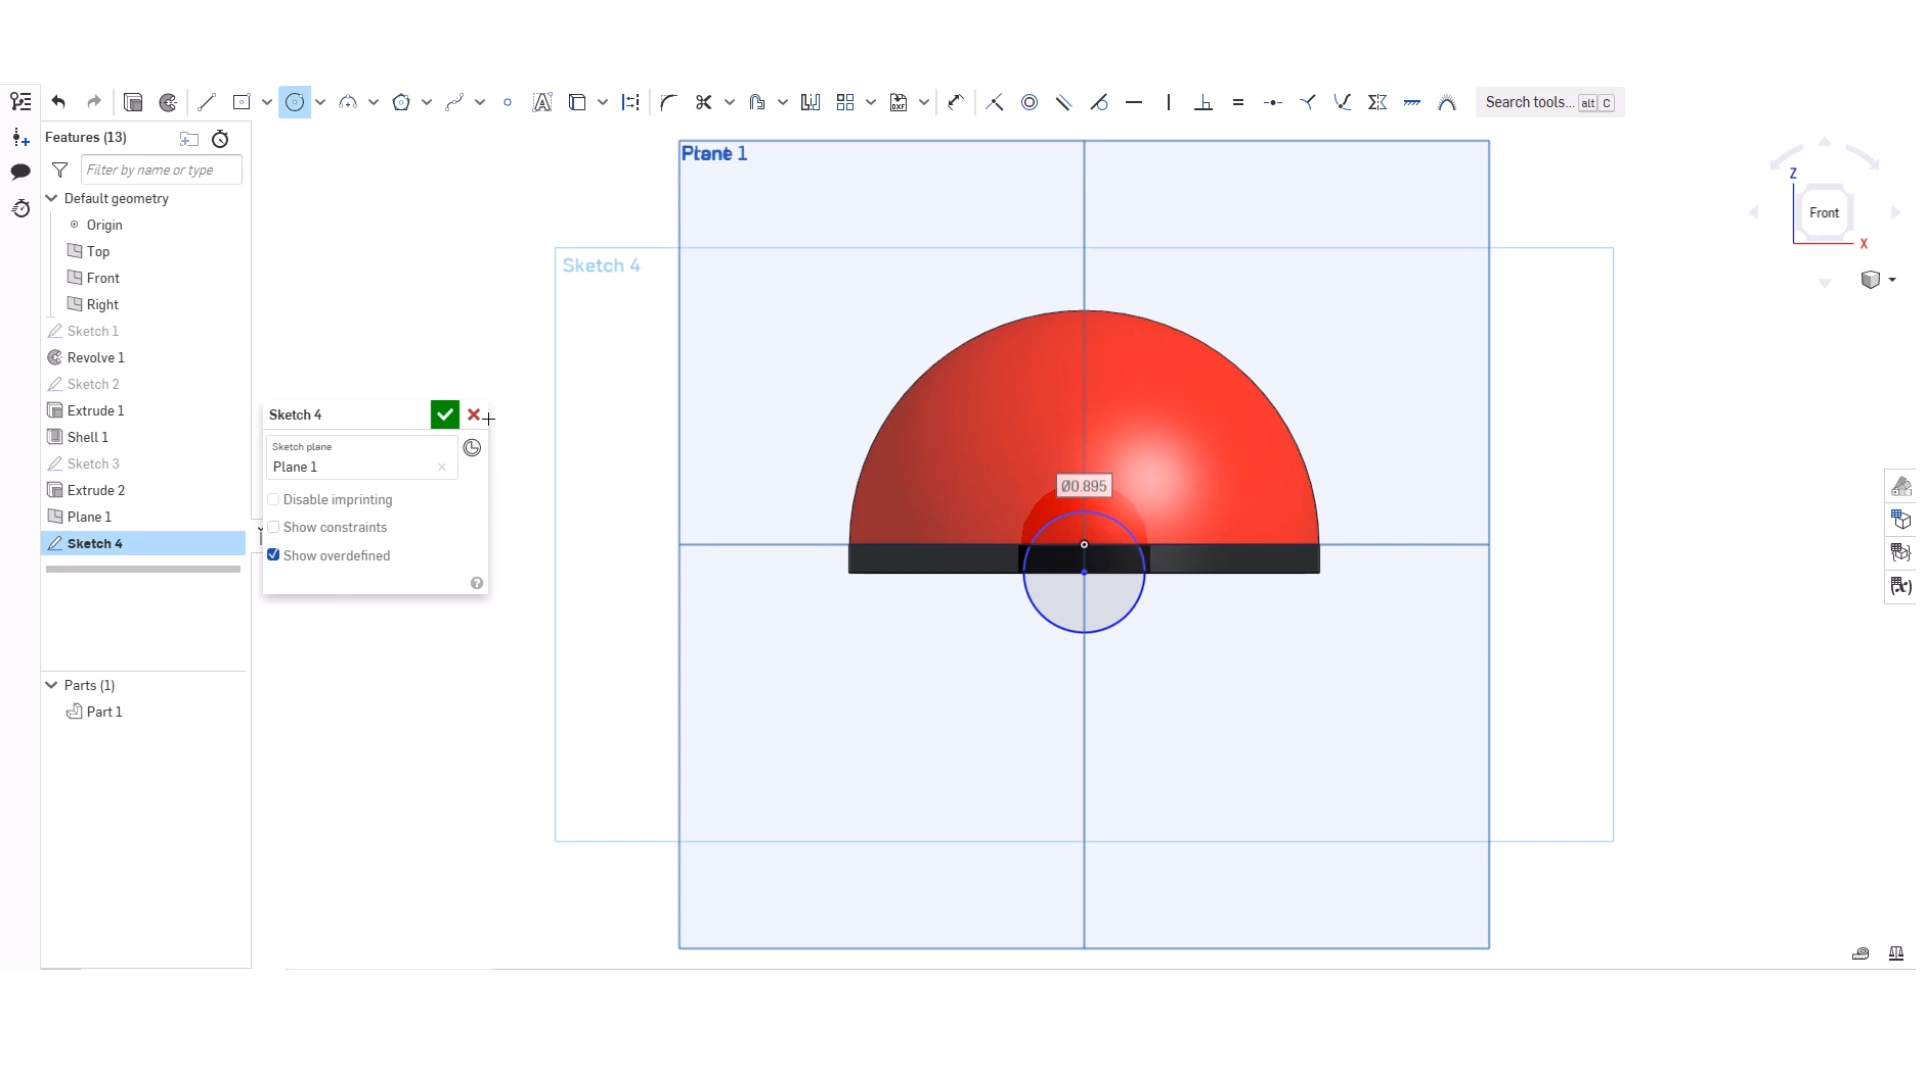 Search tools... alt C
Features (13)
Filter by name or type
Default geometry
Origin
Top
Front
Right
Sketch 1
Revolve 1
Sketch 2
Extrude 1
Shell 1
Sketch 3
Extrude 2
Plane 1
Sketch 4
Parts (1)
Part 1
Sketch 4
Sketch plane
Plane 1
Disable imprinting
Show constraints
Show overdefined
Plane 1
Sketch 4
Ø0.895
Z
Front
X